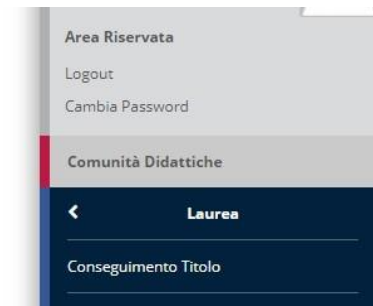 Area Riservata
Logout
Cambia Password
Comunità Didattiche
Laurea
Conseguimento Titolo